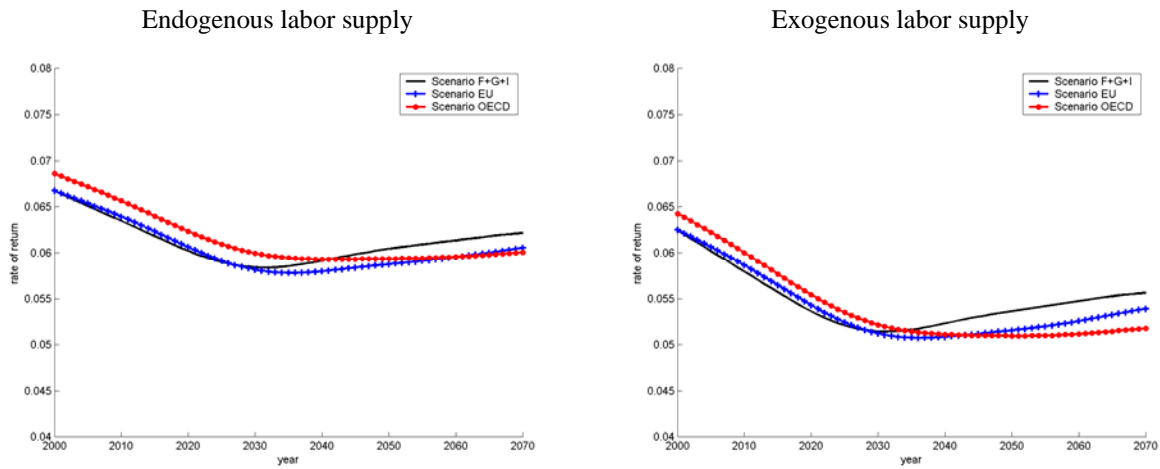 Endogenous labor supply
0.08
0.075
0.07
0.065
0.06
0.055
0.05
0.045
0.04
rate of return
2000 2010 2020 2030 2040 2050 2060 2070
year
Scenario F+G+I
Scenario EU
Scenario OECD
Exogenous labor supply
0.08
0.075
0.07
0.065
0.06
0.055
0.05
0.045
0.04
rate of return
2000 2010 2020 2030 2040 2050 2060 2070
year
Scenario F+G+I
Scenario EU
Scenario OECD